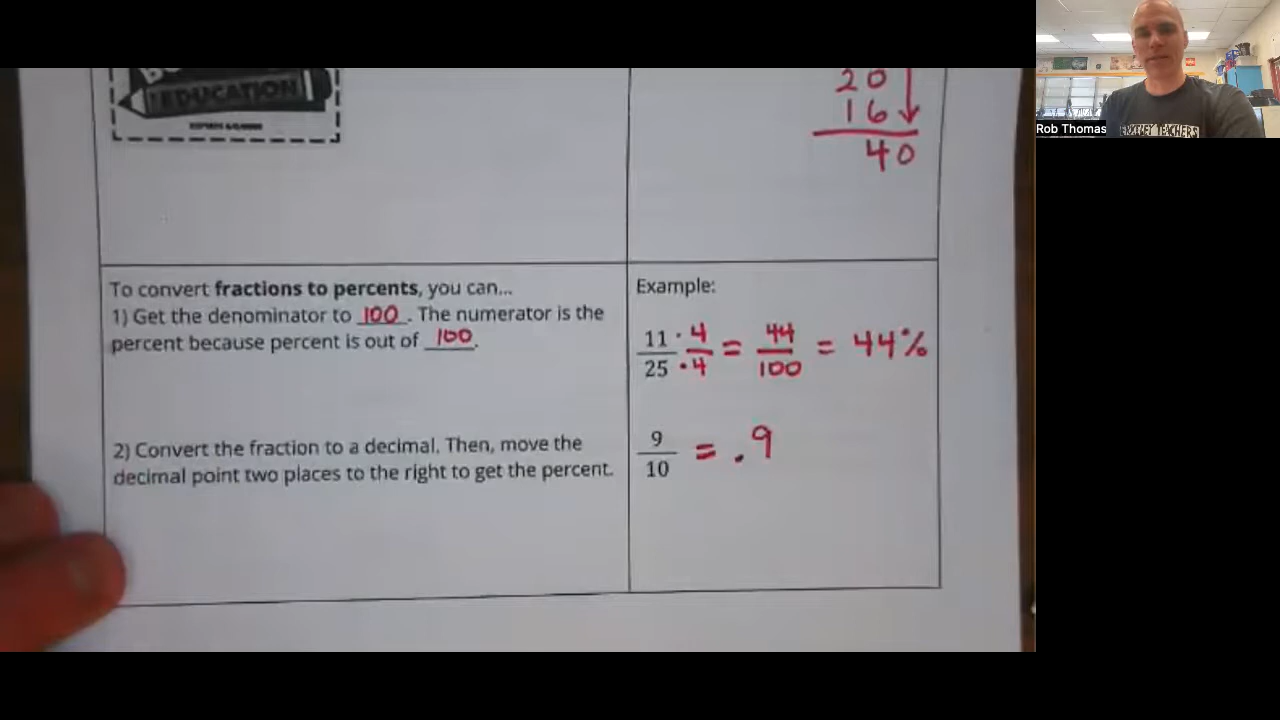 EDUCATION
20
16
40
To convert fractions to percents, you can...
1) Get the denominator to 100. The numerator is the
percent because percent is out of 100.
Example:
11 · 4 = 44 = 44%
25 · 4 100
2) Convert the fraction to a decimal. Then, move the
decimal point two places to the right to get the percent.
9 = .9
10
Rob Thomas
TEACHERS